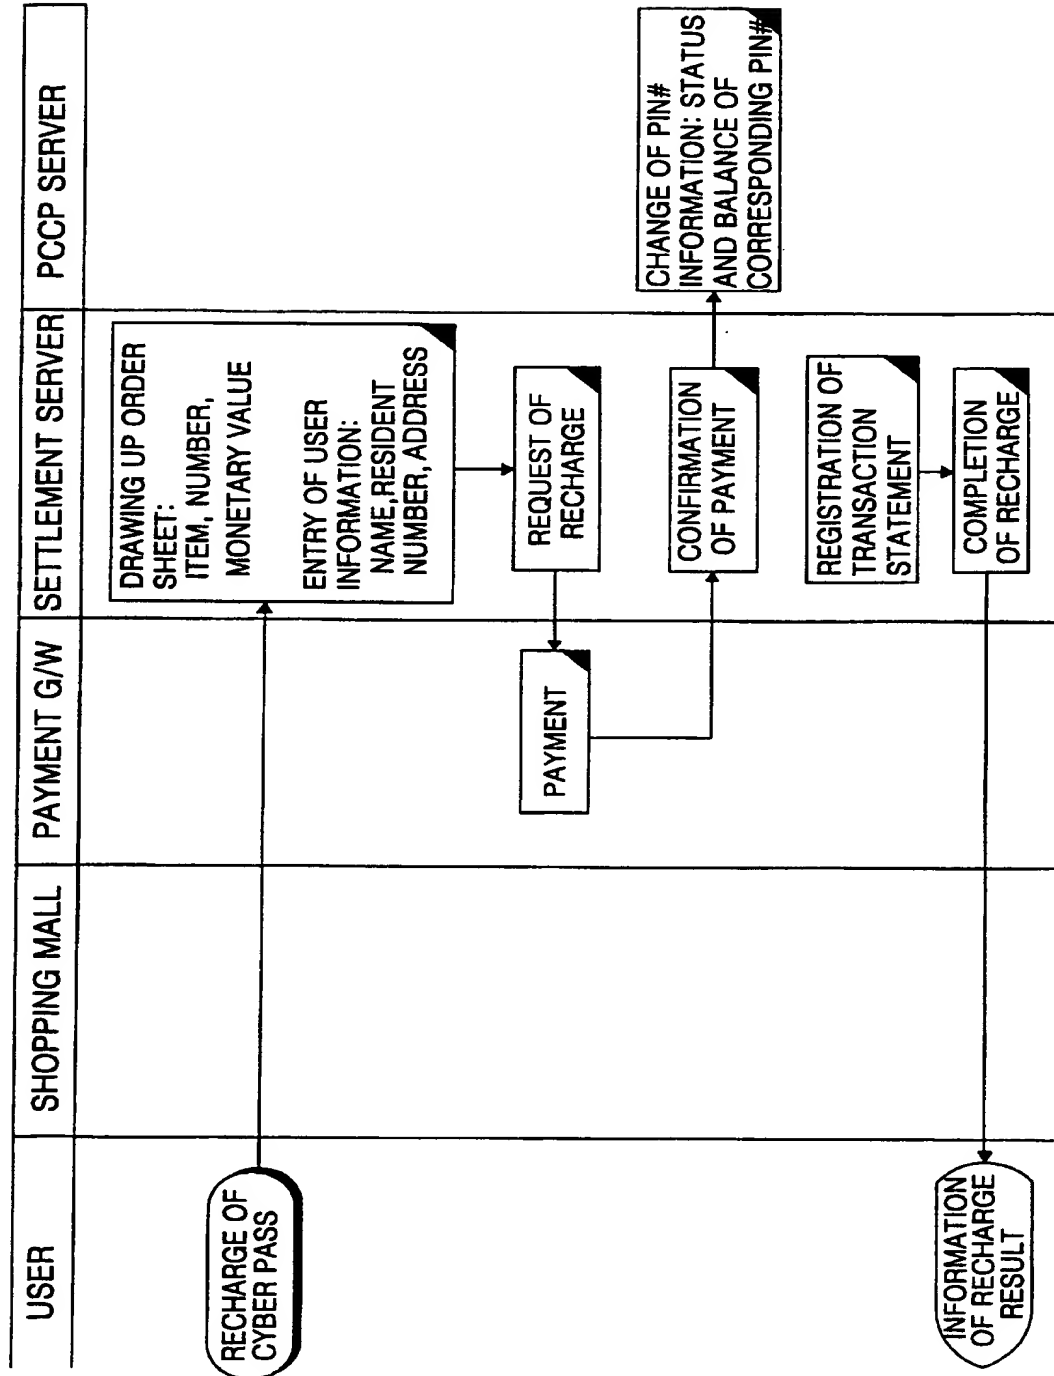 USER
SHOPPING MALL
PAYMENT G/W
SETTLEMENT SERVER
PCCP SERVER
RECHARGE OF
CYBER PASS
DRAWING UP ORDER
SHEET:
ITEM, NUMBER,
MONETARY VALUE
ENTRY OF USER
INFORMATION:
NAME,RESIDENT
NUMBER, ADDRESS
REQUEST OF
RECHARGE
PAYMENT
CONFIRMATION
OF PAYMENT
CHANGE OF PIN#
INFORMATION: STATUS
AND BALANCE OF
CORRESPONDING PIN#
REGISTRATION OF
TRANSACTION
STATEMENT
COMPLETION
OF RECHARGE
INFORMATION
OF RECHARGE
RESULT